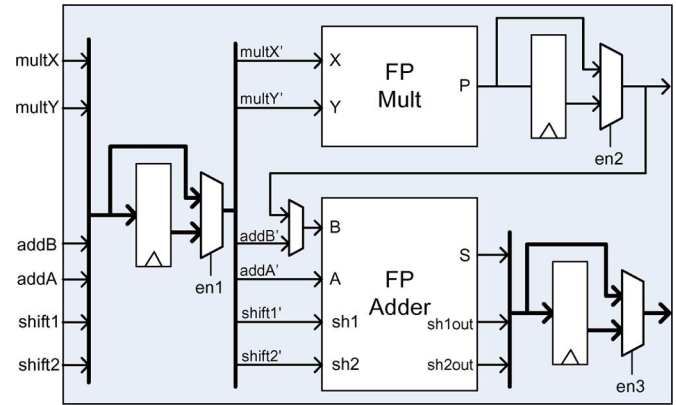 multX
multY
addB
addA
shift1
shift2
en1
multX'
multY'
addB'
addA'
shift1'
shift2'
X
Y
FP
Mult
P
en2
B
A
sh1
sh2
FP
Adder
S
sh1out
sh2out
en3